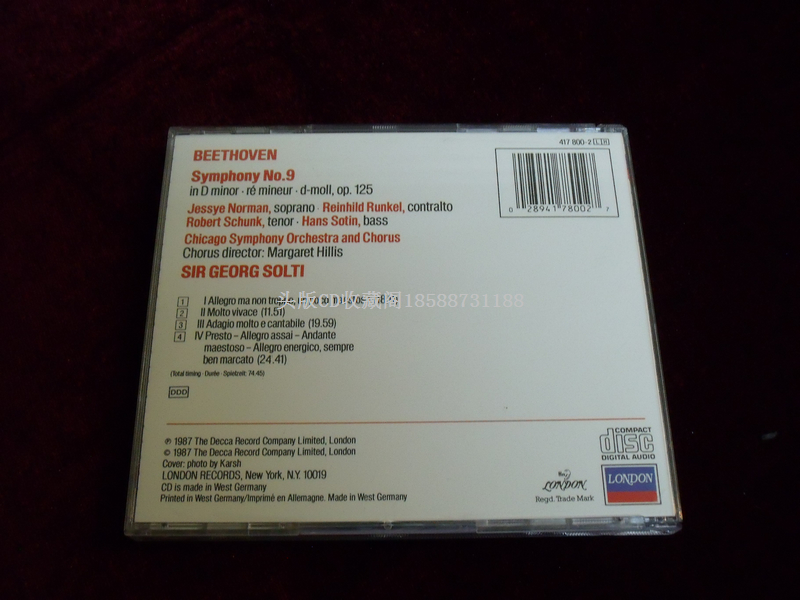 417 800-2 LH
BEETHOVEN
0 28941 78002 7
Symphony No.9
in D minor · ré mineur · d-moll, op. 125
Jessye Norman, soprano · Reinhild Runkel, contralto
Robert Schunk, tenor · Hans Sotin, bass
Chicago Symphony Orchestra and Chorus
Chorus director: Margaret Hillis
SIR GEORG SOLTI
头版CD收藏阁18588731188
1 I Allegro ma non
2 II Molto vivace (11.51)
3 III Adagio molto e cantabile (19.59)
4 IV Presto – Allegro assai – Andante
maestoso – Allegro energico, sempre
ben marcato (24.41)
(Total timing · Durée · Spielzeit: 74.45)
DDD
℗ 1987 The Decca Record Company Limited, London
© 1987 The Decca Record Company Limited, London
Cover: photo by Karsh
LONDON RECORDS, New York, N.Y. 10019
CD is made in West Germany
Printed in West Germany/Imprimé en Allemagne. Made in West Germany
COMPACT
disc
DIGITAL AUDIO
LONDON
Regd. Trade Mark
LONDON